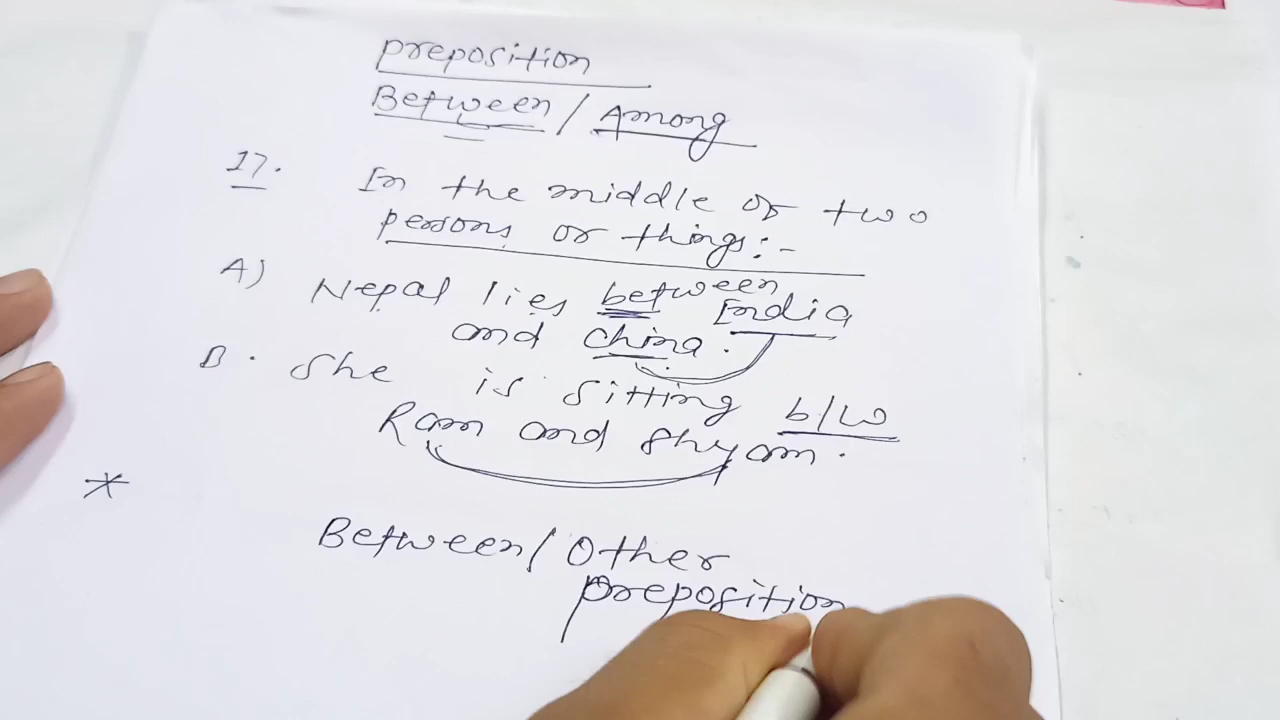 preposition
Between / Among
17. In the middle of two
persons or things:-
A) Nepal lies between
India
and china.
B. She is sitting b/w
Ram and Shyam.
* Between / Other
preposition